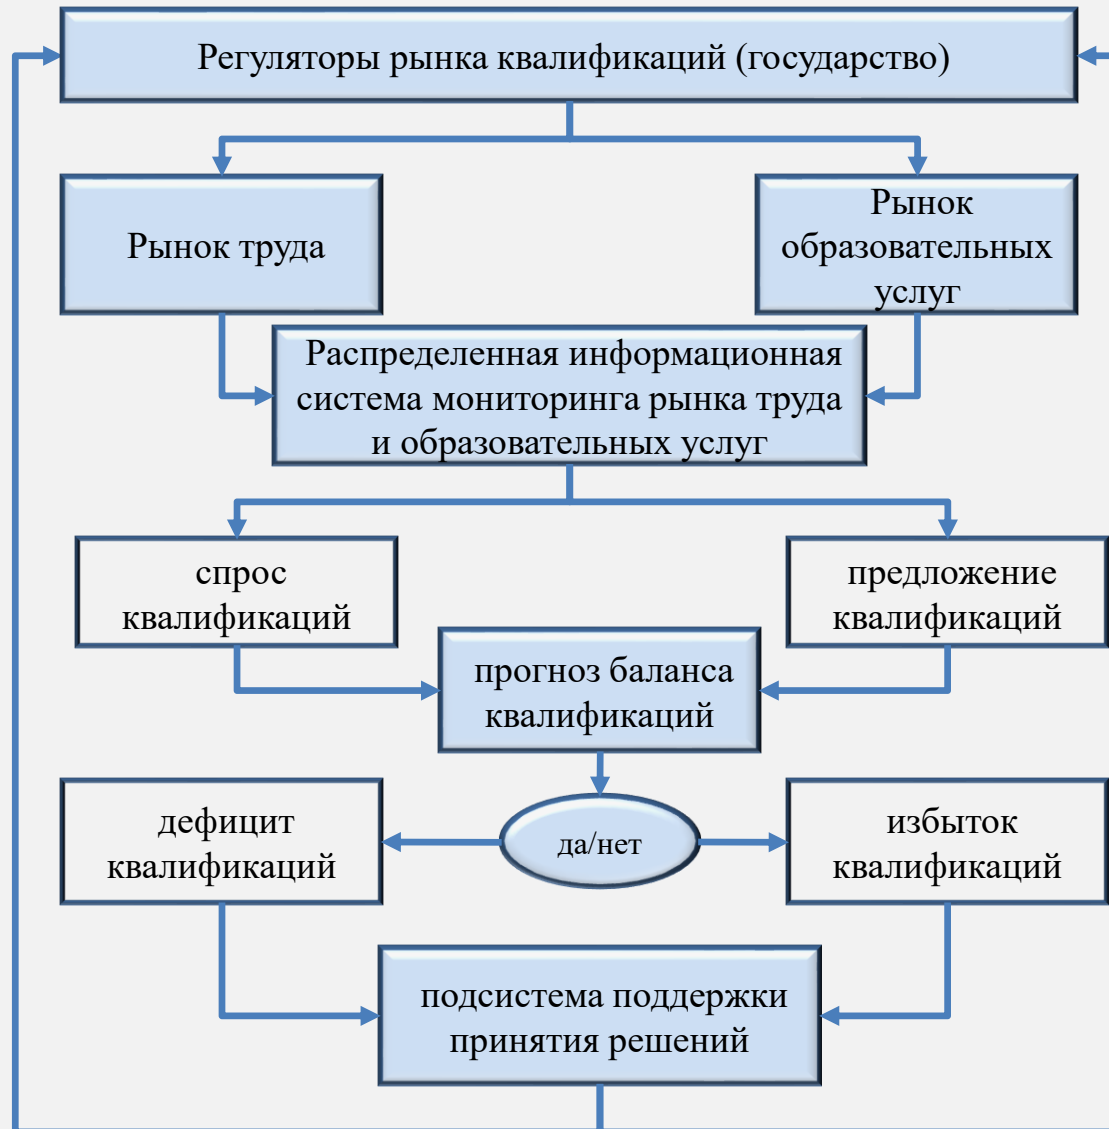 Регуляторы рынка квалификаций (государство)
Рынок труда
Рынок
образовательных
услуг
Распределенная информационная
система мониторинга рынка труда
и образовательных услуг
спрос
квалификаций
предложение
квалификаций
прогноз баланса
квалификаций
дефицит
квалификаций
да/нет
избыток
квалификаций
подсистема поддержки
принятия решений